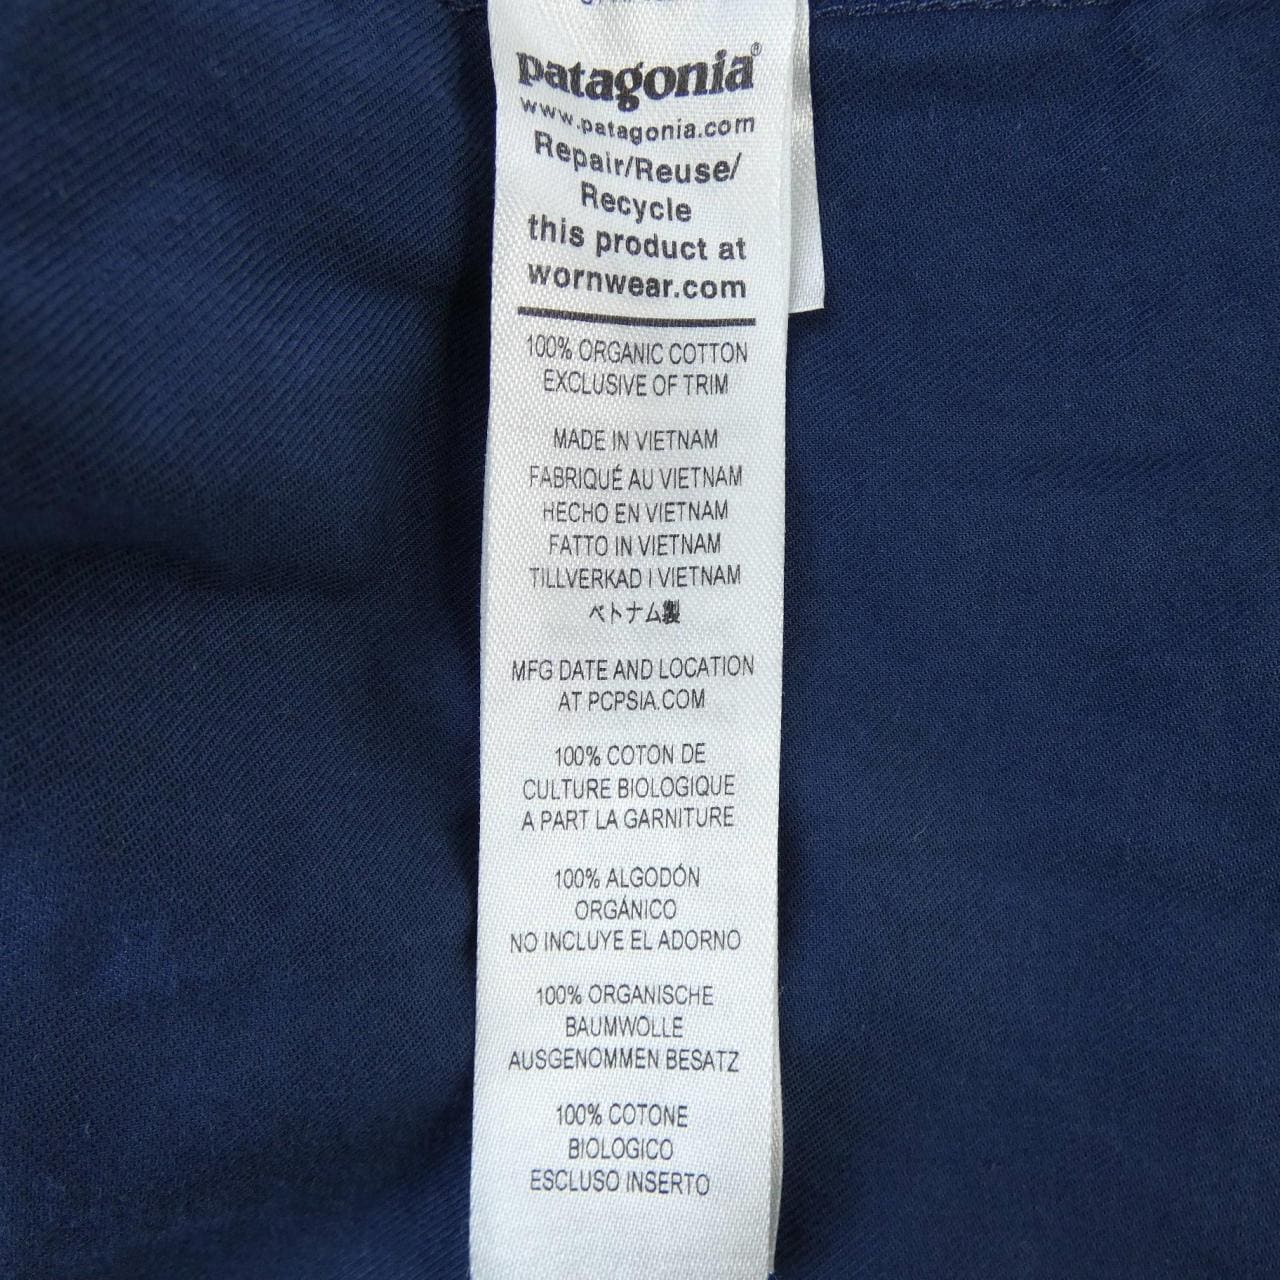 patagonia®
www.patagonia.com
Repair/Reuse/
Recycle
this product at
wornwear.com
100% ORGANIC COTTON
EXCLUSIVE OF TRIM
MADE IN VIETNAM
FABRIQUÉ AU VIETNAM
HECHO EN VIETNAM
FATTO IN VIETNAM
TILLVERKAD I VIETNAM
ベトナム製
MFG DATE AND LOCATION
AT PCPSIA.COM
100% COTON DE
CULTURE BIOLOGIQUE
A PART LA GARNITURE
100% ALGODÓN
ORGÁNICO
NO INCLUYE EL ADORNO
100% ORGANISCHE
BAUMWOLLE
AUSGENOMMEN BESATZ
100% COTONE
BIOLOGICO
ESCLUSO INSERTO